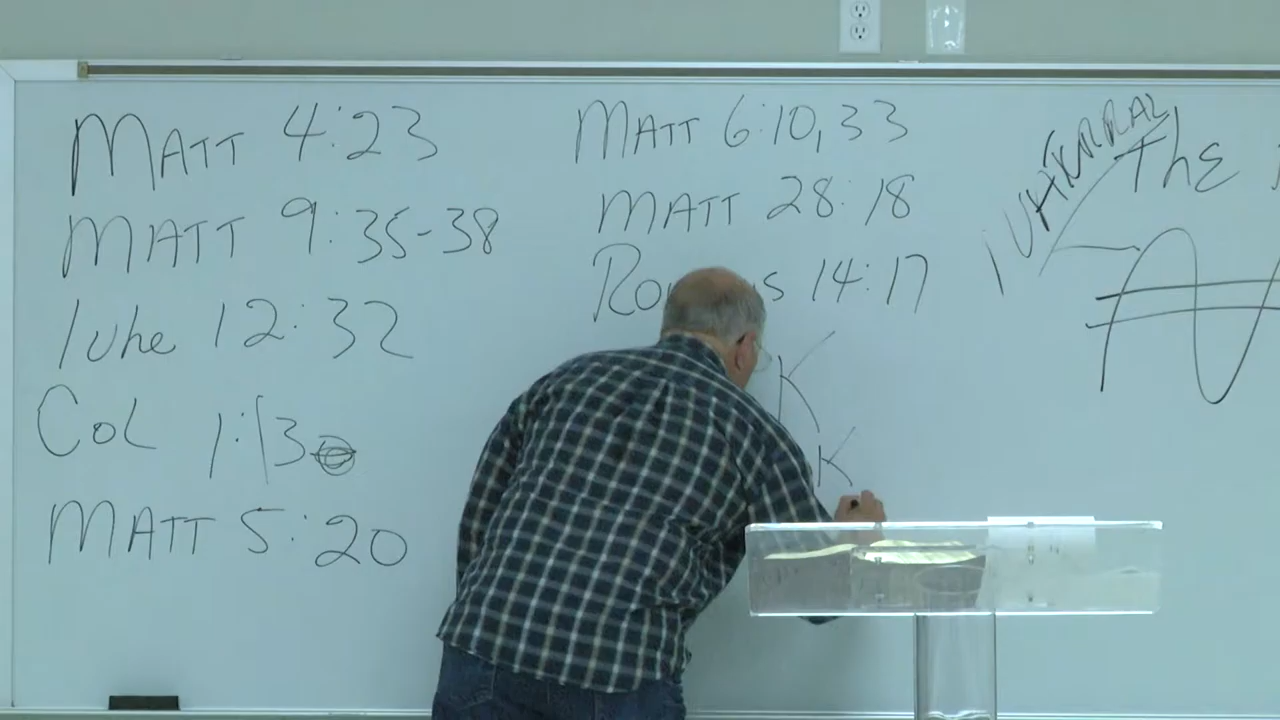 MATT 4:23
MATT 9:35-38
luke 12:32
COL 1:13
MATT 5:20
MATT 6:10,33
MATT 28:18
Ro s 14:17
K
K
The